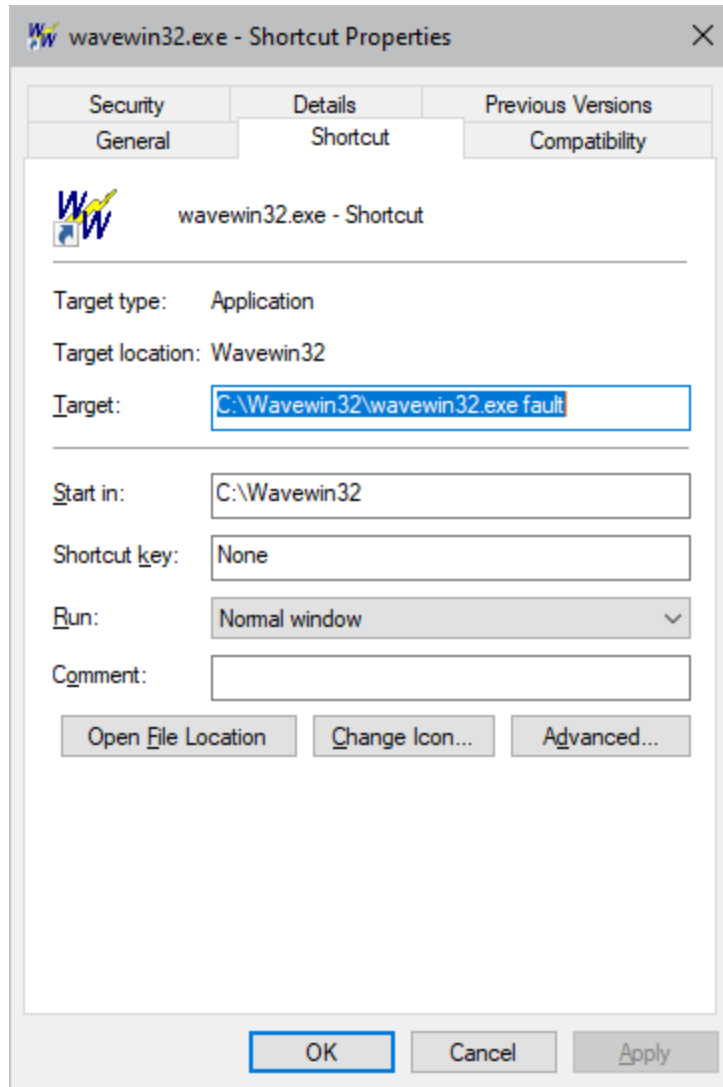 wavewin32.exe - Shortcut Properties
Security Details Previous Versions
General Shortcut Compatibility
WW wavewin32.exe - Shortcut
Target type: Application
Target location: Wavewin32
Target: C:\Wavewin32\wavewin32.exe fault
Start in: C:\Wavewin32
Shortcut key: None
Run: Normal window
Comment:
Open File Location Change Icon... Advanced...
OK Cancel Apply